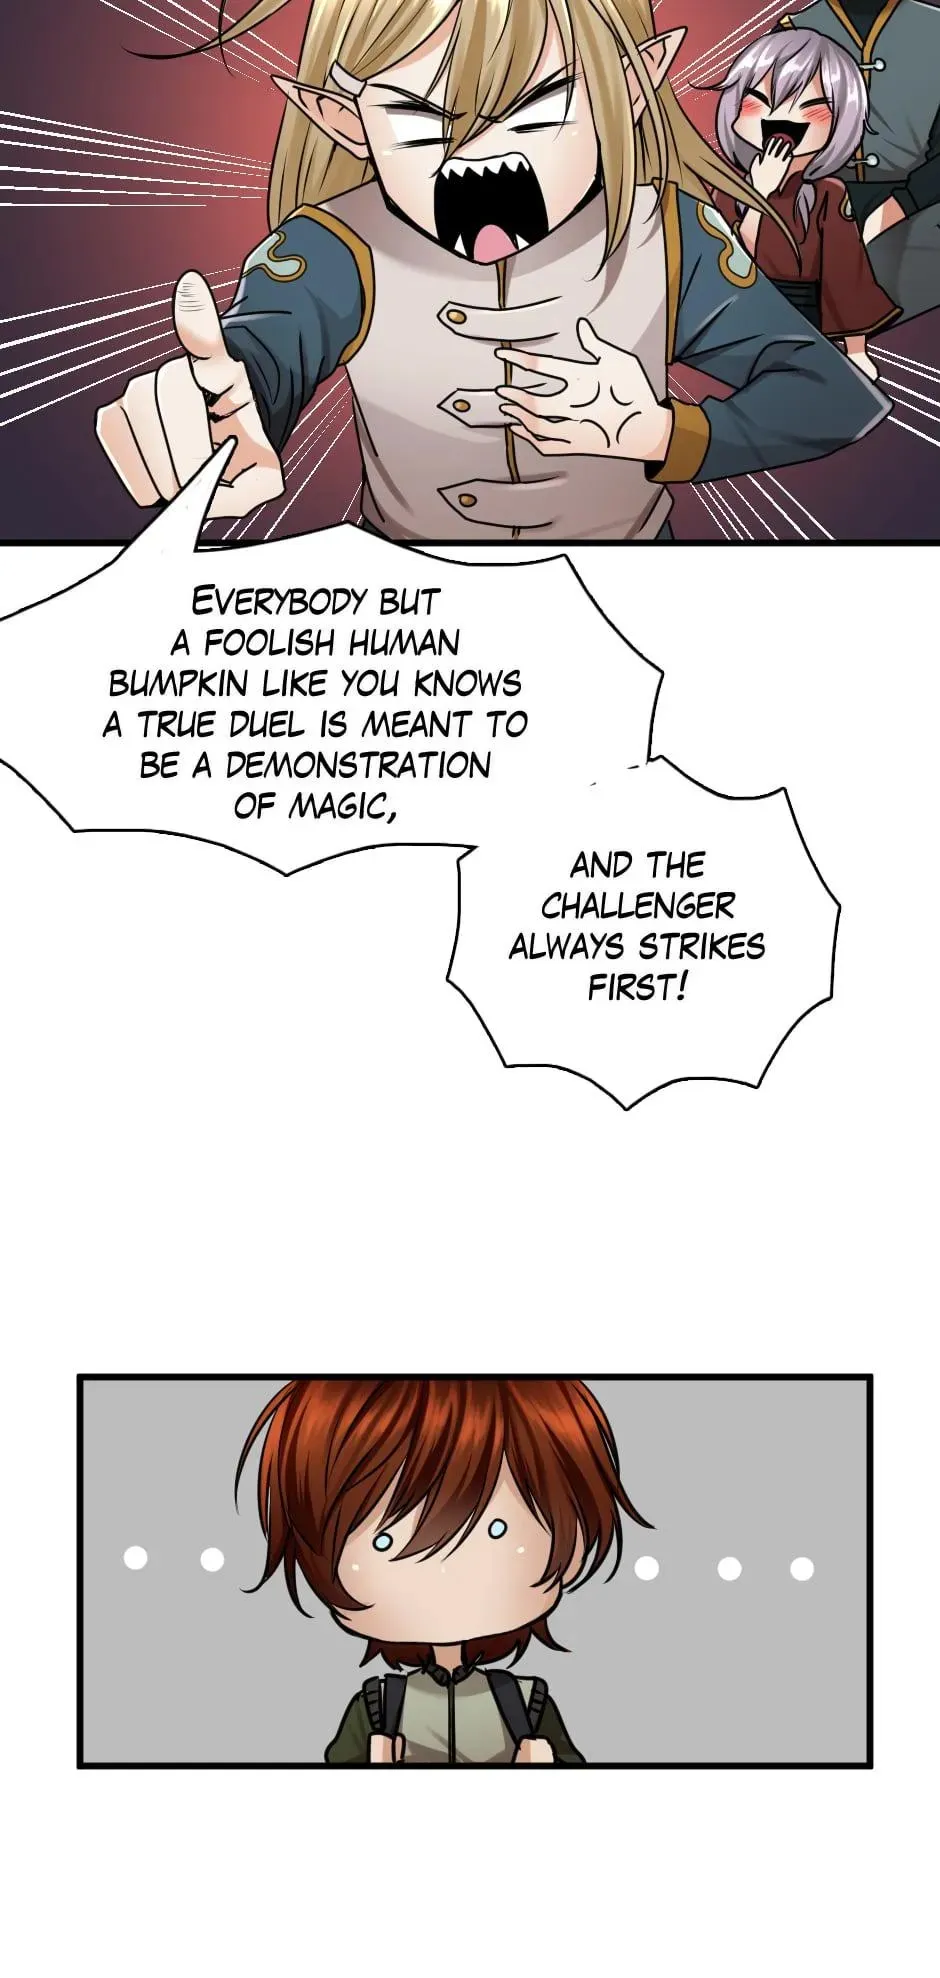 EVERYBODY BUT
A FOOLISH HUMAN
BUMPKIN LIKE YOU KNOWS
A TRUE DUEL IS MEANT TO
BE A DEMONSTRATION
OF MAGIC,
AND THE
CHALLENGER
ALWAYS STRIKES
FIRST!